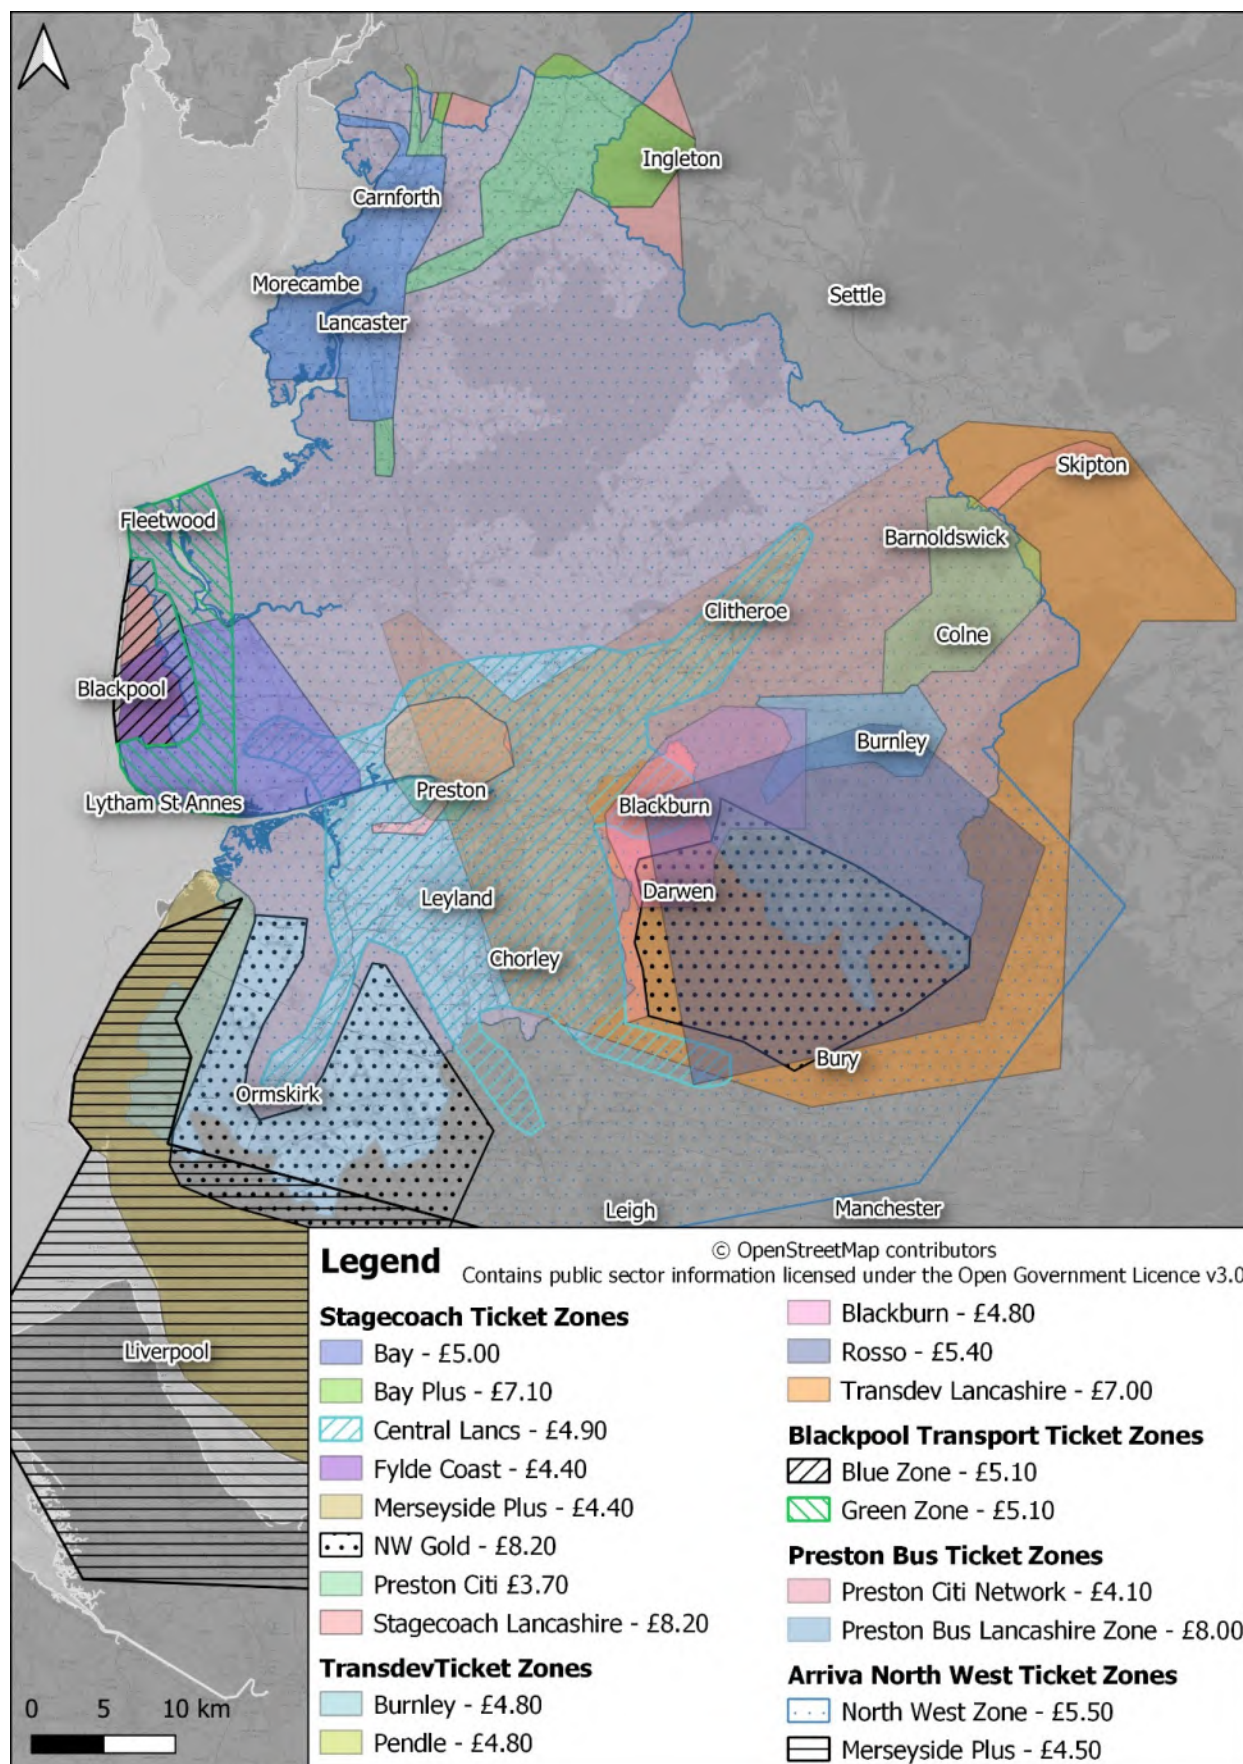 Ingleton
Carnforth
Morecambe
Settle
Lancaster
Skipton
Fleetwood
Barnoldswick
Clitheroe
Colne
Blackpool
Burnley
Preston
Lytham St Annes
Blackburn
Leyland
Darwen
Chorley
Bury
Ormskirk
Leigh
Manchester
Liverpool
0 5 10 km
Legend
© OpenStreetMap contributors
Contains public sector information licensed under the Open Government Licence v3.0
Stagecoach Ticket Zones
Bay - £5.00
Bay Plus - £7.10
Central Lancs - £4.90
Fylde Coast - £4.40
Merseyside Plus - £4.40
NW Gold - £8.20
Preston Citi £3.70
Stagecoach Lancashire - £8.20
TransdevTicket Zones
Burnley - £4.80
Pendle - £4.80
Blackburn - £4.80
Rosso - £5.40
Transdev Lancashire - £7.00
Blackpool Transport Ticket Zones
Blue Zone - £5.10
Green Zone - £5.10
Preston Bus Ticket Zones
Preston Citi Network - £4.10
Preston Bus Lancashire Zone - £8.00
Arriva North West Ticket Zones
North West Zone - £5.50
Merseyside Plus - £4.50